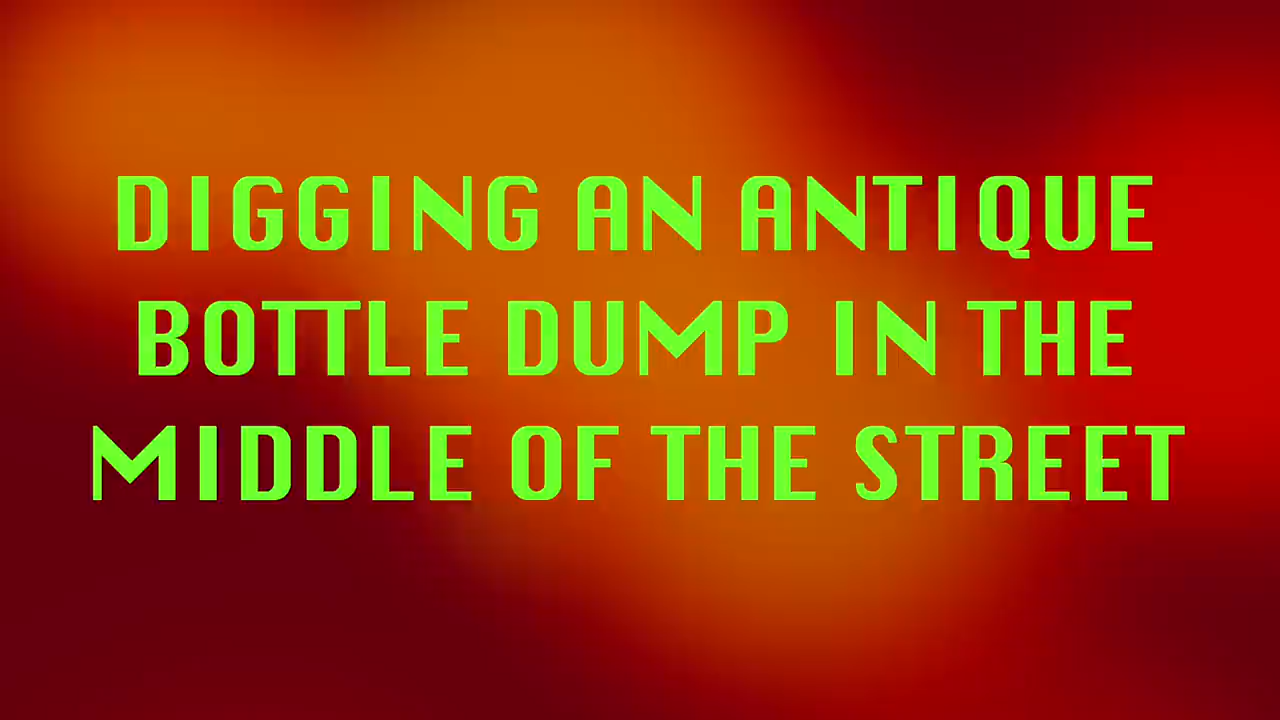 DIGGING AN ANTIQUE
BOTTLE DUMP IN THE
MIDDLE OF THE STREET